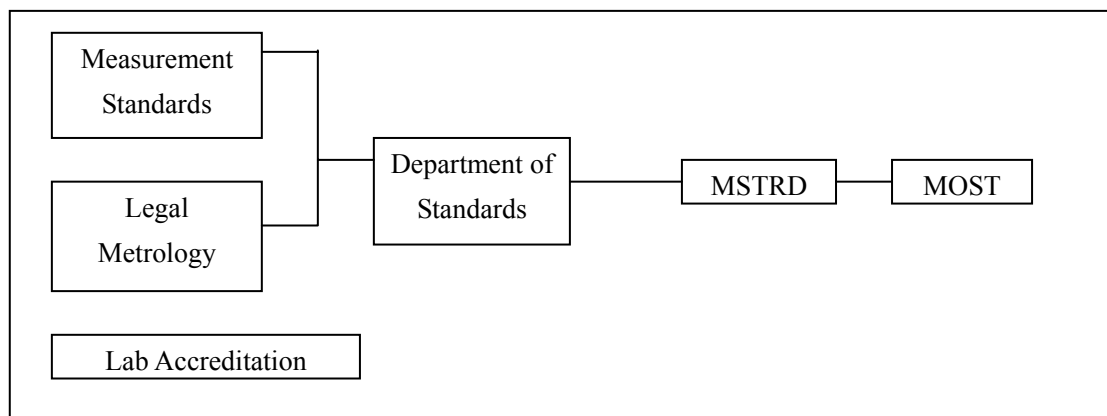 Measurement
Standards
Legal
Metrology
Department of
Standards
MSTRD
MOST
Lab Accreditation